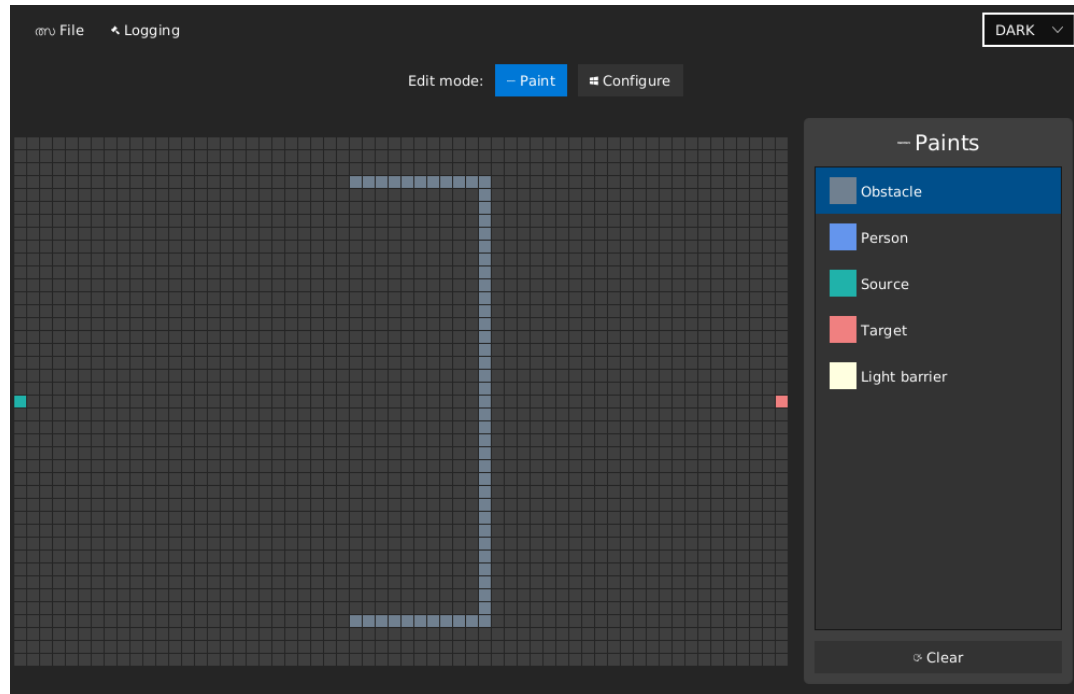 File Logging DARK
Edit mode: Paint Configure
Paints
Obstacle
Person
Source
Target
Light barrier
Clear